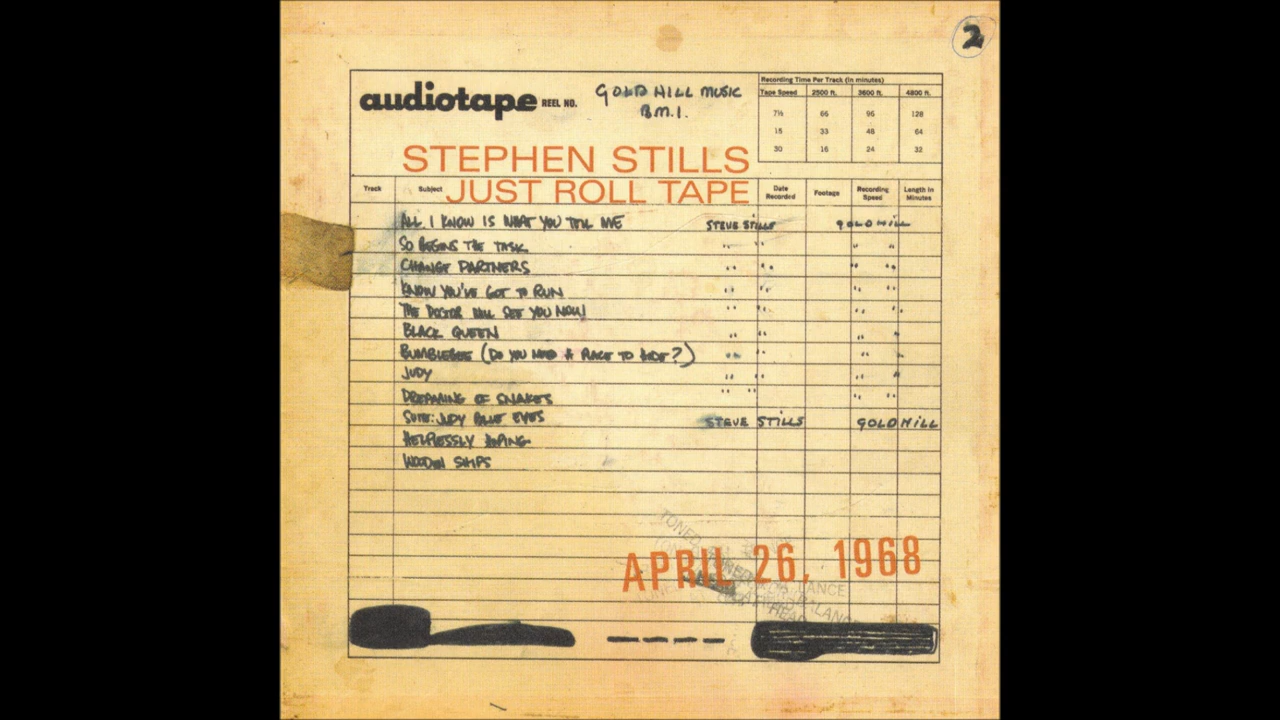 2
audiotape REEL NO. GOLD HILL MUSIC
B.M.I.
Recording Time Per Track (in minutes)
Tape Speed 2500 ft. 3600 ft. 4800 ft.
7½ 66 96 128
15 33 48 64
30 16 24 32
STEPHEN STILLS
JUST ROLL TAPE
Track Subject Date Recorded Footage Recording Speed Length in Minutes
ALL I KNOW IS WHAT YOU TELL ME STEVE STILLS GOLD HILL
SO BEGINS THE TASK " " " "
CHANGE PARTNERS " " " "
KNOW YOU'VE GOT TO RUN " " " "
THE DOCTOR WILL SEE YOU NOW " " " "
BLACK QUEEN " " " "
BUMBLEBEE (DO YOU NEED A PLACE TO HIDE?) " " " "
JUDY " " " "
DREAMING OF SNAKES " " " "
SUITE: JUDY BLUE EYES STEVE STILLS GOLD HILL
HELPLESSLY HOPING
WOODEN SHIPS
APRIL 26, 1968